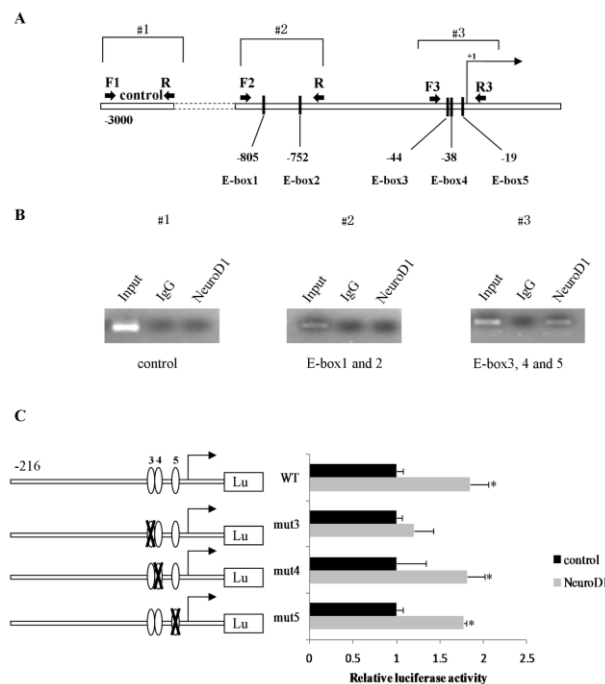 A
#1 #2 #3
F1 R F2 R F3 R3 +1
control
-3000
-805 -752 -44 -38 -19
E-box1 E-box2 E-box3 E-box4 E-box5
B
#1 #2 #3
Input IgG NeuroD1 Input IgG NeuroD1 Input IgG NeuroD1
control E-box1 and 2 E-box3, 4 and 5
C
-216 3 4 5
Lu WT *
Lu mut3
Lu mut4 *
Lu mut5 *
control
NeuroD1
0 0.5 1 1.5 2 2.5
Relative luciferase activity